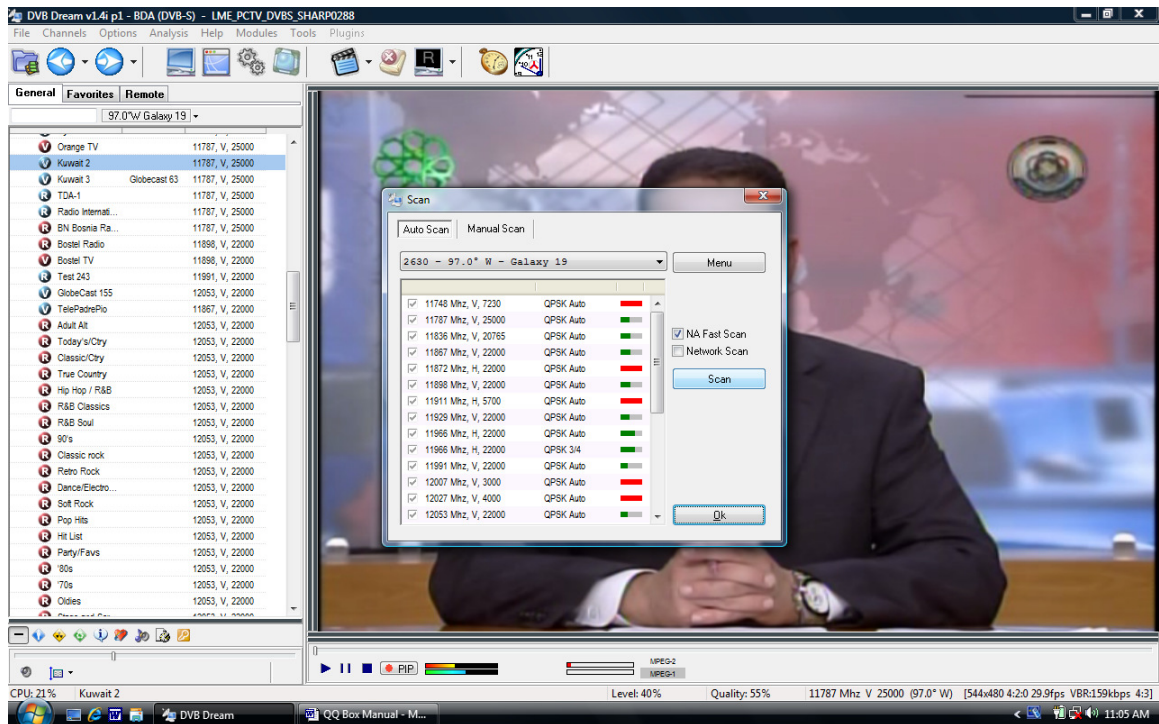 DVB Dream v1.4i p1 - BDA (DVB-S) - LME_PCTV_DVBS_SHARP0288
File Channels Options Analysis Help Modules Tools Plugins
General Favorites Remote
97.0°W Galaxy 19
Orange TV 11787, V, 25000
Kuwait 2 11787, V, 25000
Kuwait 3 Globecast 63 11787, V, 25000
TDA-1 11787, V, 25000
Radio Internati... 11787, V, 25000
BN Bosnia Ra... 11787, V, 25000
Bostel Radio 11898, V, 22000
Bostel TV 11898, V, 22000
Test 243 11991, V, 22000
GlobeCast 155 12053, V, 22000
TelePadrePio 11867, V, 22000
Adult Alt 12053, V, 22000
Today's/Ctry 12053, V, 22000
Classic/Ctry 12053, V, 22000
True Country 12053, V, 22000
Hip Hop / R&B 12053, V, 22000
R&B Classics 12053, V, 22000
R&B Soul 12053, V, 22000
90's 12053, V, 22000
Classic rock 12053, V, 22000
Retro Rock 12053, V, 22000
Dance/Electro... 12053, V, 22000
Soft Rock 12053, V, 22000
Pop Hits 12053, V, 22000
Hit List 12053, V, 22000
Party/Favs 12053, V, 22000
'80s 12053, V, 22000
'70s 12053, V, 22000
Oldies 12053, V, 22000
Scan
Auto Scan Manual Scan
2630 - 97.0° W - Galaxy 19
Menu
11748 Mhz, V, 7230 QPSK Auto
11787 Mhz, V, 25000 QPSK Auto
11836 Mhz, V, 20765 QPSK Auto
11867 Mhz, V, 22000 QPSK Auto
11872 Mhz, H, 22000 QPSK Auto
11898 Mhz, V, 22000 QPSK Auto
11911 Mhz, H, 5700 QPSK Auto
11929 Mhz, V, 22000 QPSK Auto
11966 Mhz, H, 22000 QPSK Auto
11966 Mhz, H, 22000 QPSK 3/4
11991 Mhz, V, 22000 QPSK Auto
12007 Mhz, V, 3000 QPSK Auto
12027 Mhz, V, 4000 QPSK Auto
12053 Mhz, V, 22000 QPSK Auto
NA Fast Scan
Network Scan
Scan
Ok
PIP
MPEG-2
MPEG-1
CPU: 21% Kuwait 2 Level: 40% Quality: 55% 11787 Mhz V 25000 (97.0° W) [544x480 4:2:0 29.9fps VBR:159kbps 4:3]
DVB Dream QQ Box Manual - M... 11:05 AM